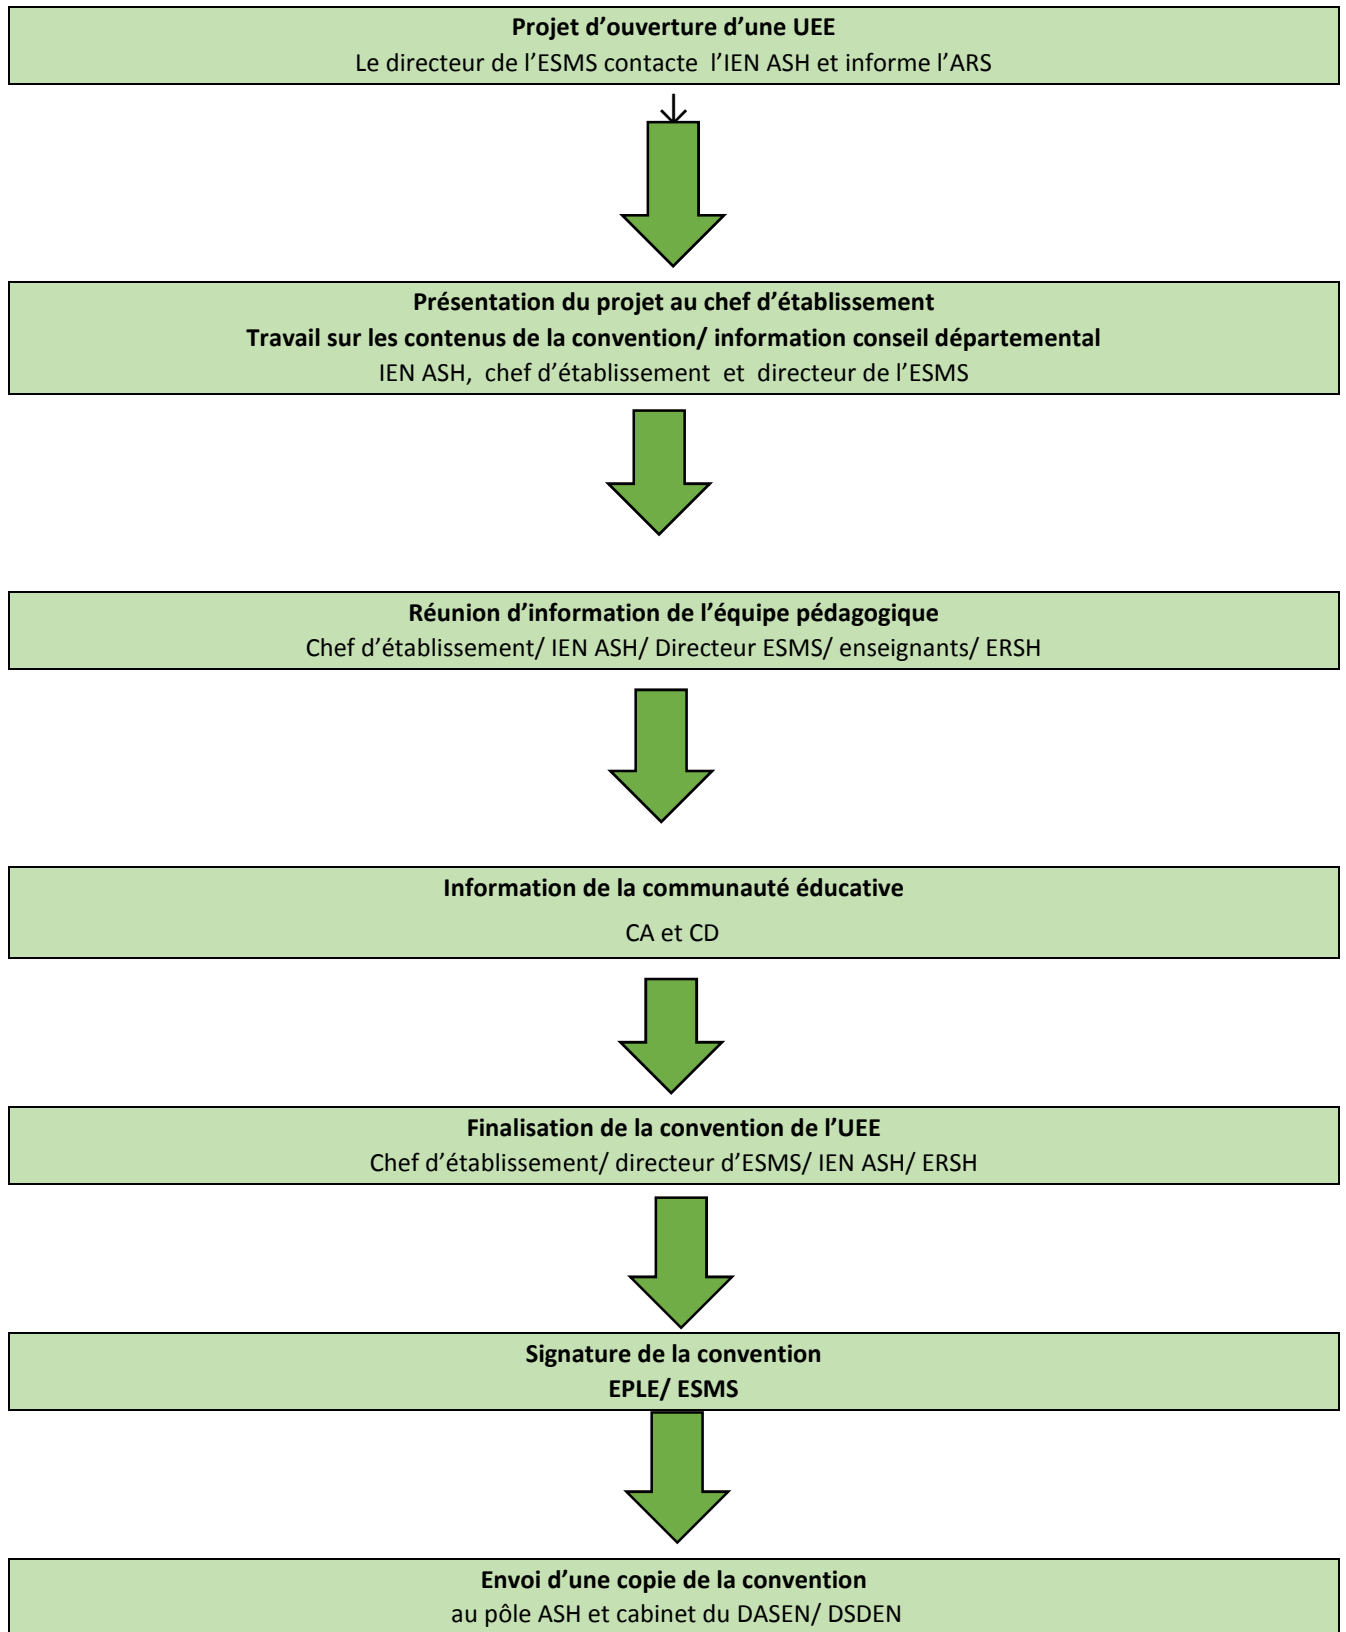 Projet d’ouverture d’une UEE
Le directeur de l’ESMS contacte l’IEN ASH et informe l’ARS
Présentation du projet au chef d’établissement
Travail sur les contenus de la convention/ information conseil départemental
IEN ASH, chef d’établissement et directeur de l’ESMS
Réunion d’information de l’équipe pédagogique
Chef d’établissement/ IEN ASH/ Directeur ESMS/ enseignants/ ERSH
Information de la communauté éducative
CA et CD
Finalisation de la convention de l’UEE
Chef d’établissement/ directeur d’ESMS/ IEN ASH/ ERSH
Signature de la convention
EPLE/ ESMS
Envoi d’une copie de la convention
au pôle ASH et cabinet du DASEN/ DSDEN